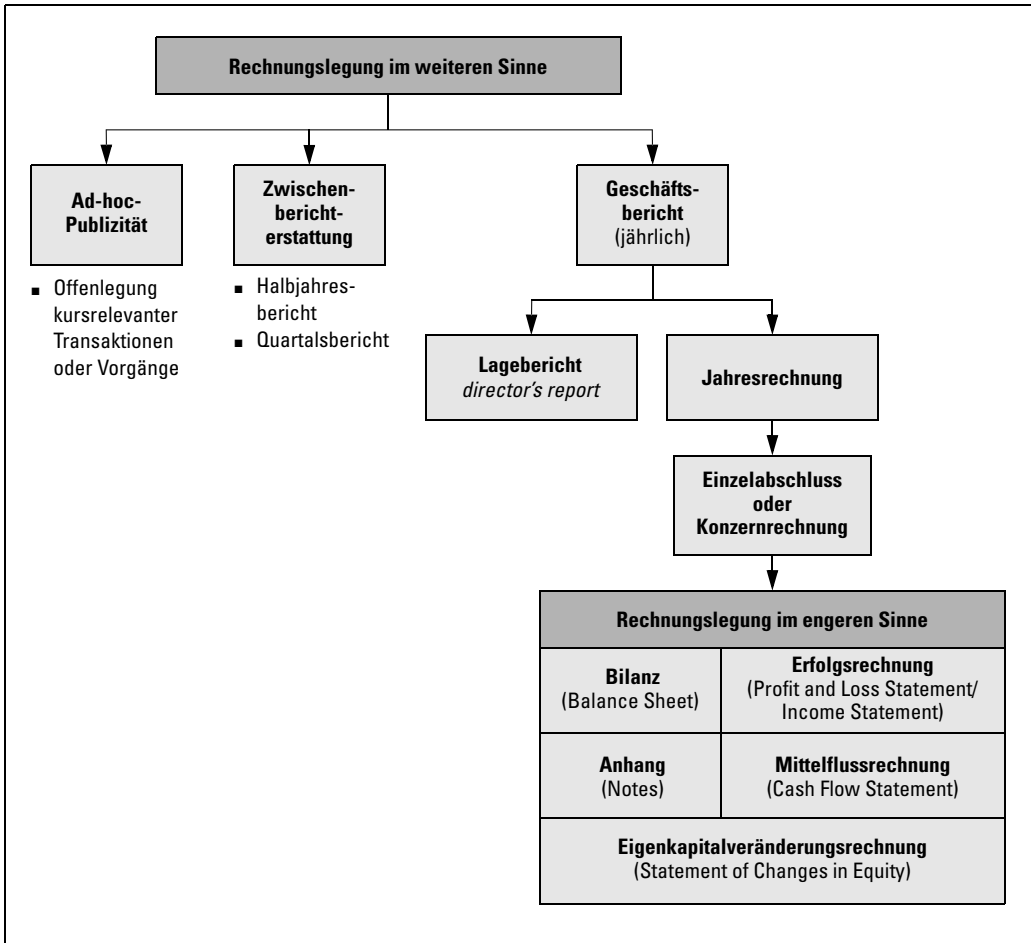 Rechnungslegung im weiteren Sinne
Ad-hoc-
Publizität
Zwischen-
bericht-
erstattung
Geschäfts-
bericht
(jährlich)
■ Offenlegung
kursrelevanter
Transaktionen
oder Vorgänge
■ Halbjahres-
bericht
■ Quartalsbericht
Lagebericht
director's report
Jahresrechnung
Einzelabschluss
oder
Konzernrechnung
Rechnungslegung im engeren Sinne
Bilanz
(Balance Sheet)
Erfolgsrechnung
(Profit and Loss Statement/
Income Statement)
Anhang
(Notes)
Mittelflussrechnung
(Cash Flow Statement)
Eigenkapitalveränderungsrechnung
(Statement of Changes in Equity)